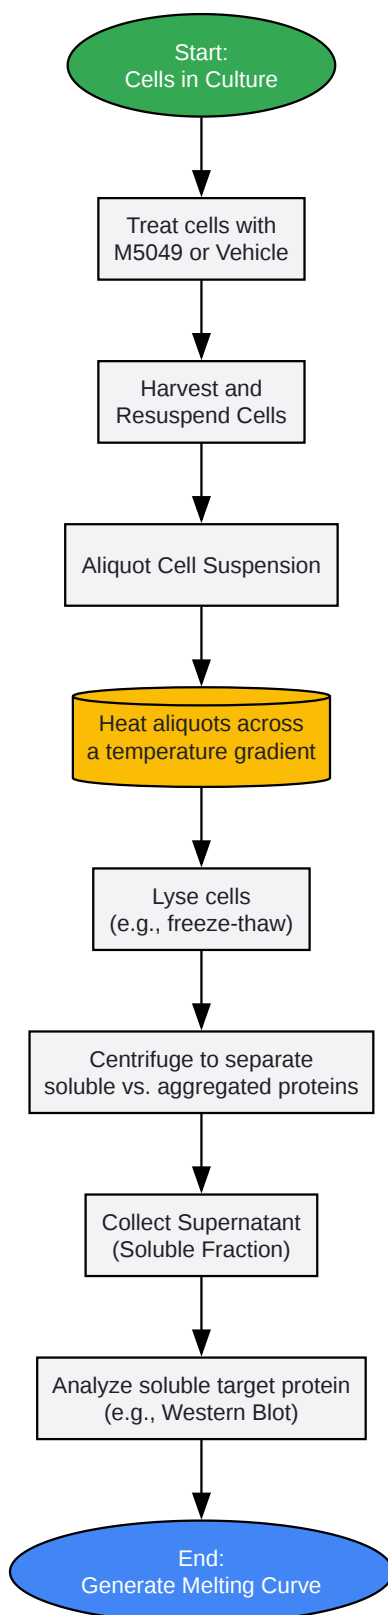 Start:
Cells in Culture
Treat cells with
M5049 or Vehicle
Harvest and
Resuspend Cells
Aliquot Cell Suspension
Heat aliquots across
a temperature gradient
Lyse cells
(e.g., freeze-thaw)
Centrifuge to separate
soluble vs. aggregated proteins
Collect Supernatant
(Soluble Fraction)
Analyze soluble target protein
(e.g., Western Blot)
End:
Generate Melting Curve